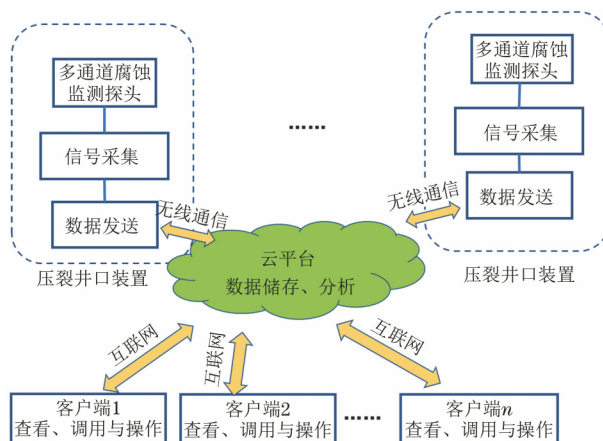 多通道腐蚀
监测探头
信号采集
数据发送
压裂井口装置
……
多通道腐蚀
监测探头
信号采集
数据发送
压裂井口装置
无线通信
无线通信
云平台
数据储存、分析
互联网
互联网
互联网
客户端1
查看、调用与操作
客户端2
查看、调用与操作
……
客户端n
查看、调用与操作